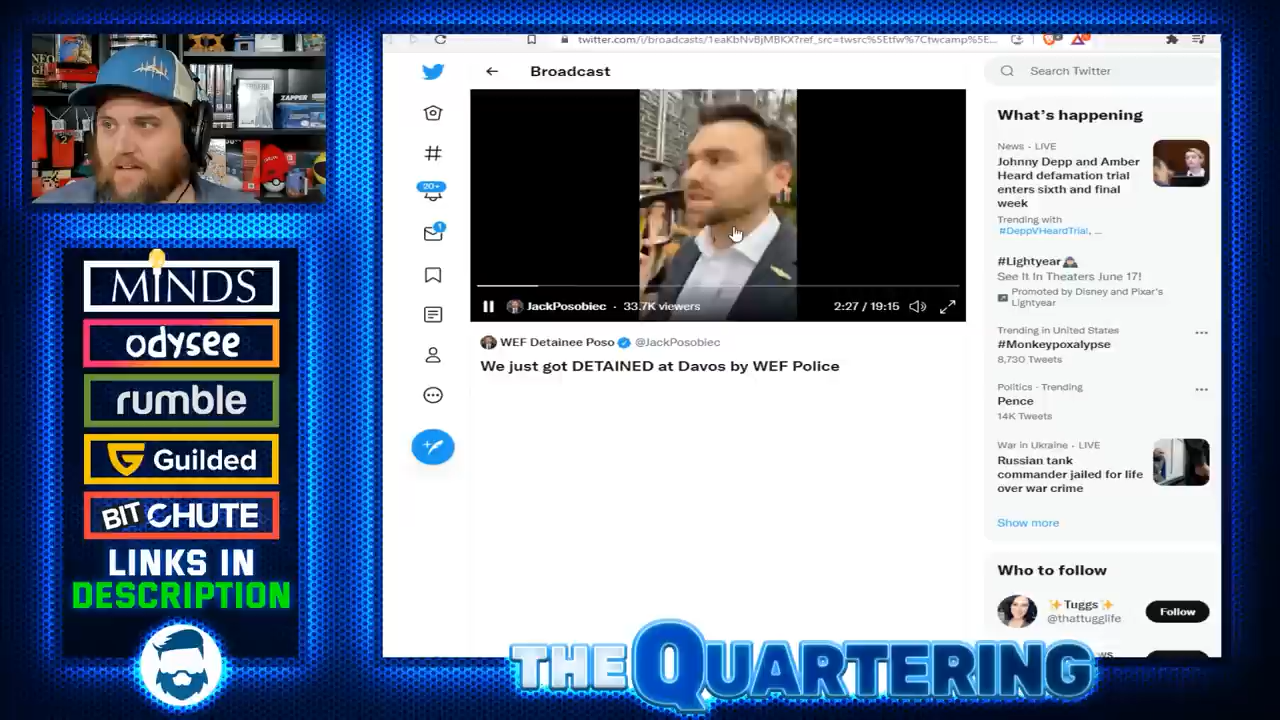 ZAPPER
MINDS
odysee
rumble
Guilded
BIT CHUTE
LINKS IN
DESCRIPTION
twitter.com/i/broadcasts/1eaKbNvBjMBKX?ref_src=twsrc%5Etfw%7Ctwcamp%5E...
Broadcast
20+
1
JackPosobiec · 33.7K viewers
2:27 / 19:15
WEF Detainee Poso @JackPosobiec
We just got DETAINED at Davos by WEF Police
Search Twitter
What's happening
News · LIVE
Johnny Depp and Amber
Heard defamation trial
enters sixth and final
week
Trending with
#DeppVHeardTrial, ...
#Lightyear
See It In Theaters June 17!
Promoted by Disney and Pixar's
Lightyear
Trending in United States
#Monkeypoxalypse
8,730 Tweets
Politics · Trending
Pence
14K Tweets
War in Ukraine · LIVE
Russian tank
commander jailed for life
over war crime
Show more
Who to follow
Tuggs
@thattugglife
Follow
THE QUARTERING